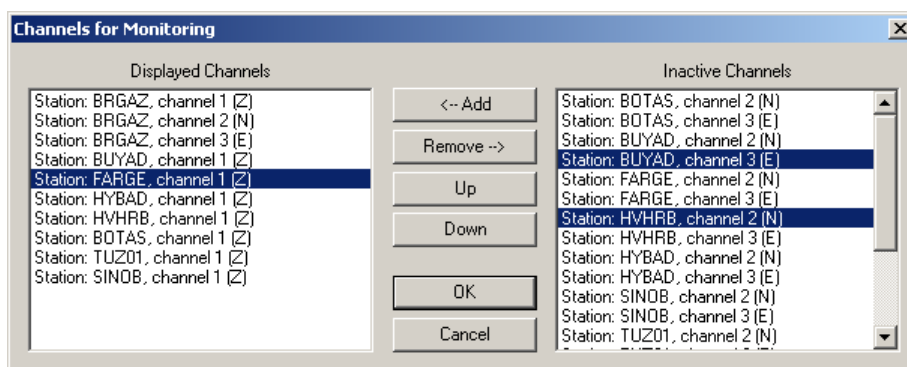 Channels for Monitoring
Displayed Channels
Station: BRGAZ, channel 1 (Z)
Station: BRGAZ, channel 2 (N)
Station: BRGAZ, channel 3 (E)
Station: BUYAD, channel 1 (Z)
Station: FARGE, channel 1 (Z)
Station: HYBAD, channel 1 (Z)
Station: HVHRB, channel 1 (Z)
Station: BOTAS, channel 1 (Z)
Station: TUZ01, channel 1 (Z)
Station: SINOB, channel 1 (Z)
<-- Add
Remove -->
Up
Down
OK
Cancel
Inactive Channels
Station: BOTAS, channel 2 (N)
Station: BOTAS, channel 3 (E)
Station: BUYAD, channel 2 (N)
Station: BUYAD, channel 3 (E)
Station: FARGE, channel 2 (N)
Station: FARGE, channel 3 (E)
Station: HVHRB, channel 2 (N)
Station: HVHRB, channel 3 (E)
Station: HYBAD, channel 2 (N)
Station: HYBAD, channel 3 (E)
Station: SINOB, channel 2 (N)
Station: SINOB, channel 3 (E)
Station: TUZ01, channel 2 (N)